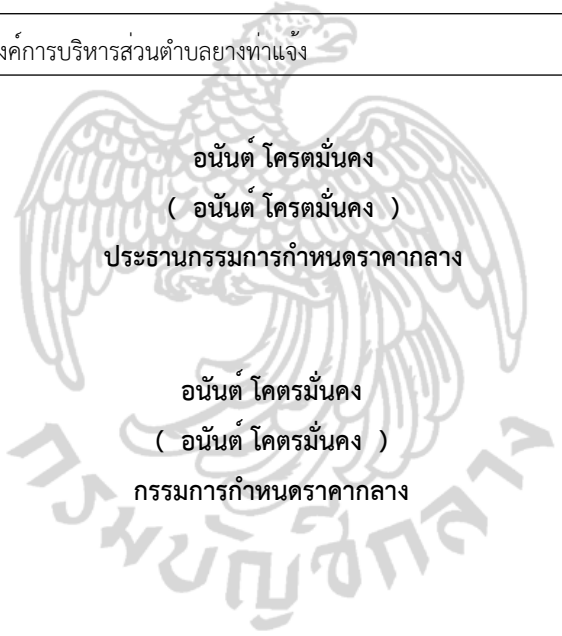 งค์การบริหารส่วนตำบลยางท่าแจ้ง
อนันต์ โครตมั่นคง
( อนันต์ โครตมั่นคง )
ประธานกรรมการกำหนดราคากลาง
อนันต์ โคตรมั่นคง
( อนันต์ โคตรมั่นคง )
กรรมการกำหนดราคากลาง
กรมบัญชีกลาง